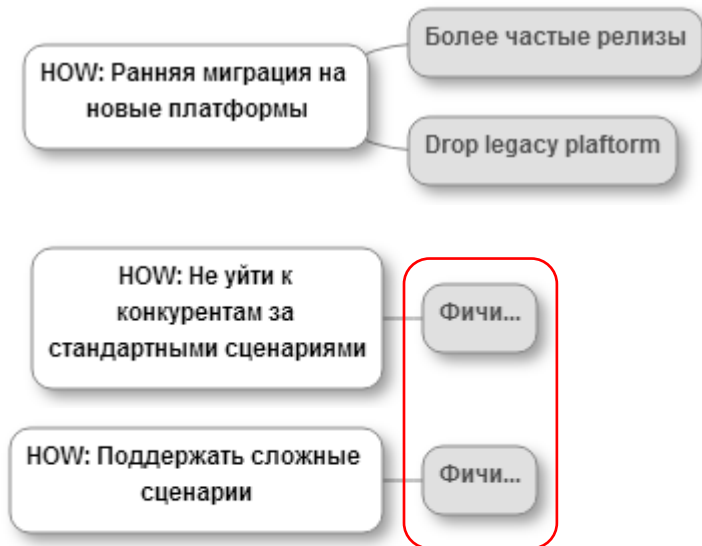 HOW: Ранняя миграция на
новые платформы
Более частые релизы
Drop legacy plaftorm
HOW: Не уйти к
конкурентам за
стандартными сценариями
Фичи...
HOW: Поддержать сложные
сценарии
Фичи...